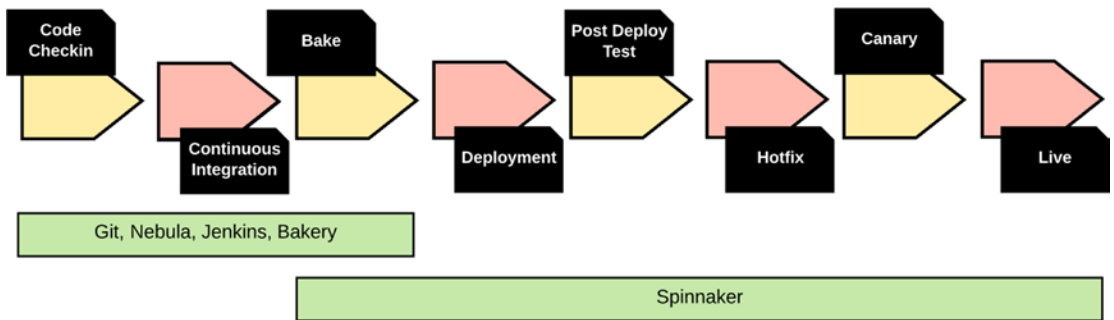 Code
Checkin
Continuous
Integration
Bake
Deployment
Post Deploy
Test
Hotfix
Canary
Live
Git, Nebula, Jenkins, Bakery
Spinnaker